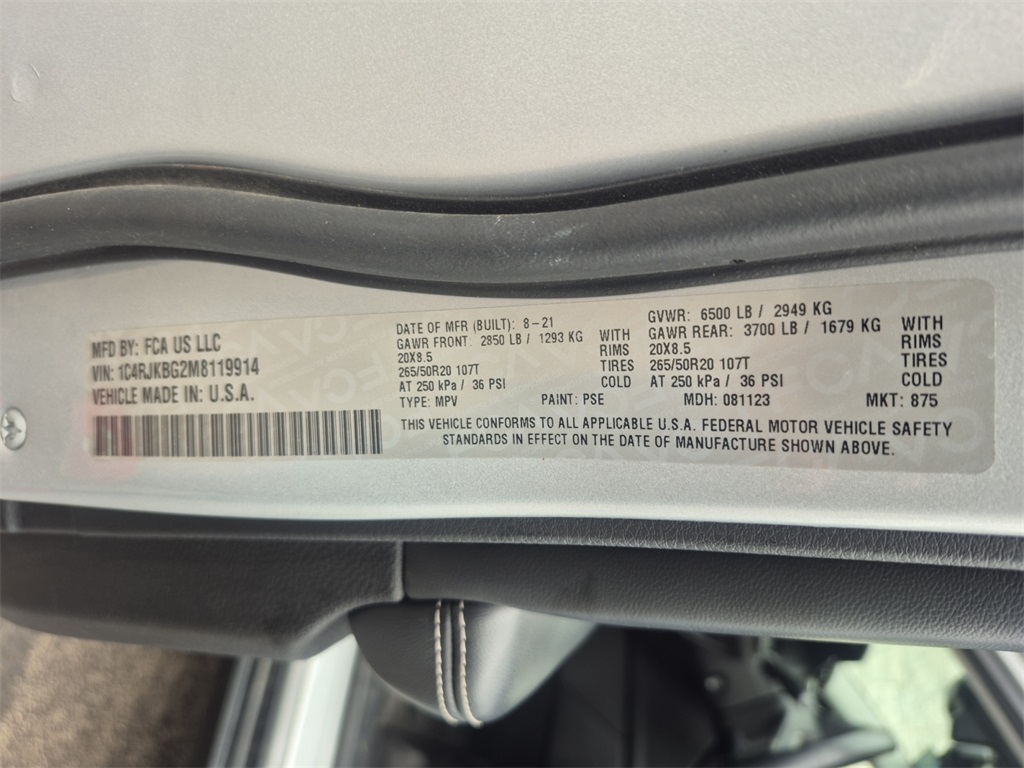 MFD BY: FCA US LLC
VIN: 1C4RJKBG2M8119914
VEHICLE MADE IN: U.S.A.
DATE OF MFR (BUILT): 8-21
GAWR FRONT: 2850 LB / 1293 KG WITH
20X8.5 RIMS
265/50R20 107T TIRES
AT 250 kPa / 36 PSI COLD
GVWR: 6500 LB / 2949 KG
GAWR REAR: 3700 LB / 1679 KG WITH
20X8.5 RIMS
265/50R20 107T TIRES
AT 250 kPa / 36 PSI COLD
TYPE: MPV PAINT: PSE MDH: 081123 MKT: 875
THIS VEHICLE CONFORMS TO ALL APPLICABLE U.S.A. FEDERAL MOTOR VEHICLE SAFETY
STANDARDS IN EFFECT ON THE DATE OF MANUFACTURE SHOWN ABOVE.